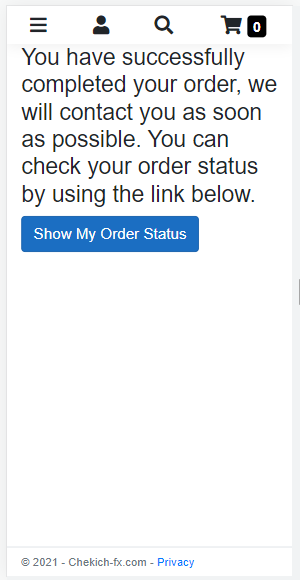 0
You have successfully
completed your order, we
will contact you as soon
as possible. You can
check your order status
by using the link below.
Show My Order Status
© 2021 - Chekich-fx.com - Privacy